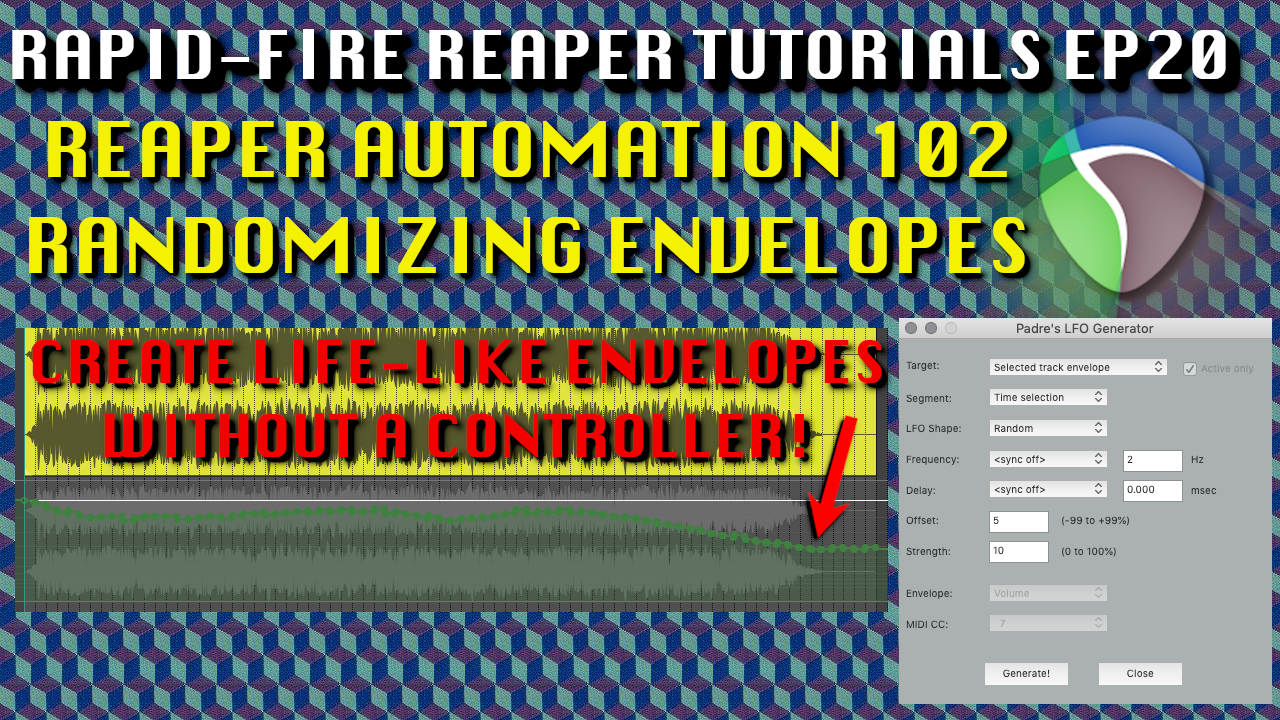 RAPID-FIRE REAPER TUTORIALS EP20
REAPER AUTOMATION 102
RANDOMIZING ENVELOPES
CREATE LIFE-LIKE ENVELOPES
WITHOUT A CONTROLLER!
Padre's LFO Generator
Target: Selected track envelope Active only
Segment: Time selection
LFO Shape: Random
Frequency: <sync off> 2 Hz
Delay: <sync off> 0.000 msec
Offset: 5 (-99 to +99%)
Strength: 10 (0 to 100%)
Envelope: Volume
MIDI CC: 7
Generate! Close